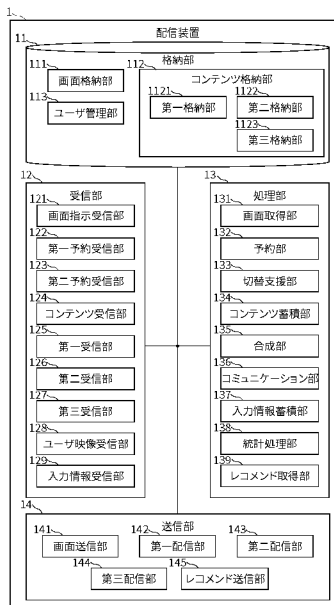 1
配信装置
11
格納部
111
画面格納部
113
ユーザ管理部
112
コンテンツ格納部
1121
第一格納部
1122
第二格納部
1123
第三格納部
12
受信部
121
画面指示受信部
122
第一予約受信部
123
第二予約受信部
124
コンテンツ受信部
125
第一受信部
126
第二受信部
127
第三受信部
128
ユーザ映像受信部
129
入力情報受信部
13
処理部
131
画面取得部
132
予約部
133
切替支援部
134
コンテンツ蓄積部
135
合成部
136
コミュニケーション部
137
入力情報蓄積部
138
統計処理部
139
レコメンド取得部
14
送信部
141
画面送信部
142
第一配信部
143
第二配信部
144
第三配信部
145
レコメンド送信部